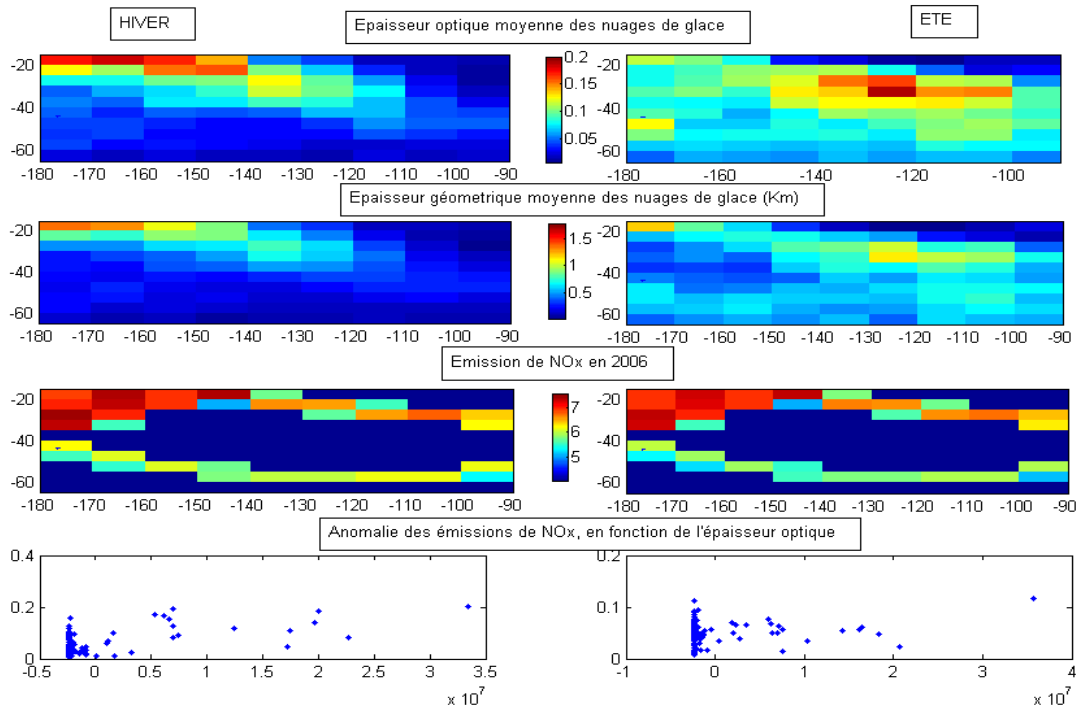 HIVER
ETE
Epaisseur optique moyenne des nuages de glace
-20
-40
-60
-180 -170 -160 -150 -140 -130 -120 -110 -100 -90
0.2
0.15
0.1
0.05
-20
-40
-60
-180 -160 -140 -120 -100
Epaisseur géometrique moyenne des nuages de glace (Km)
-20
-40
-60
-180 -170 -160 -150 -140 -130 -120 -110 -100 -90
1.5
1
0.5
-20
-40
-60
-180 -170 -160 -150 -140 -130 -120 -110 -100 -90
Emission de NOx en 2006
-20
-40
-60
-180 -170 -160 -150 -140 -130 -120 -110 -100 -90
7
6
5
-20
-40
-60
-180 -170 -160 -150 -140 -130 -120 -110 -100 -90
Anomalie des émissions de NOx, en fonction de l'épaisseur optique
0.4
0.2
0
-0.5 0 0.5 1 1.5 2 2.5 3 3.5
x 10^7
0.2
0.1
0
-1 0 1 2 3 4
x 10^7